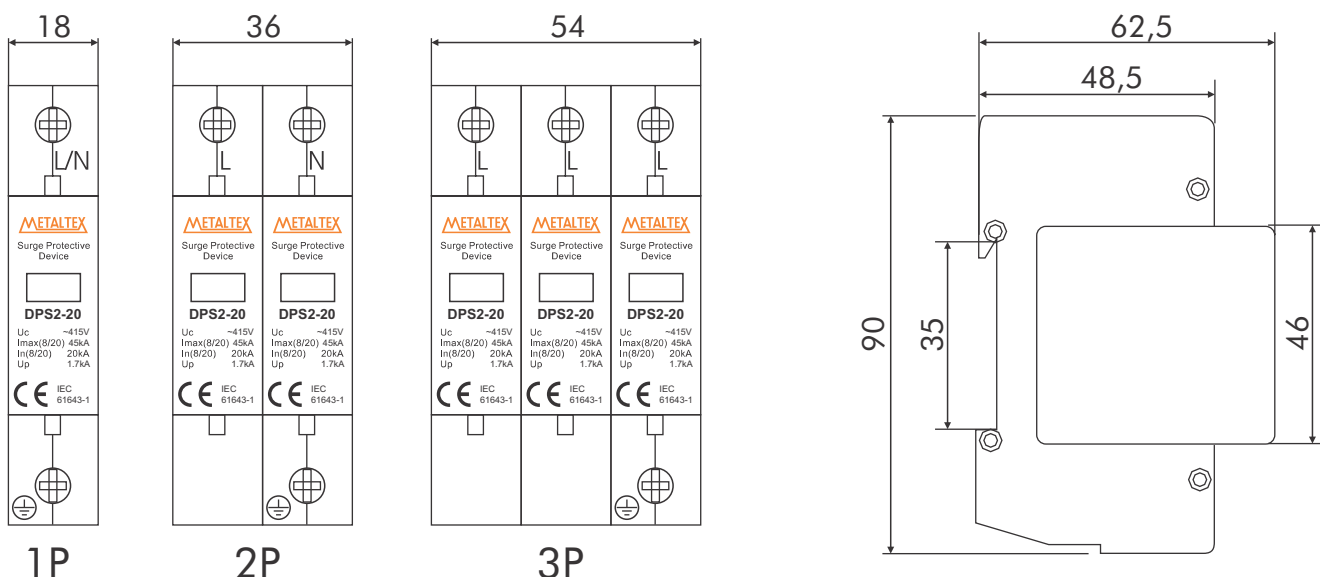 18
36
54
62,5
48,5
L/N
L
N
L
L
L
METALTEX
Surge Protective
Device
DPS2-20
Uc ~415V
Imax(8/20) 45kA
In(8/20) 20kA
Up 1.7kA
CE IEC
61643-1
METALTEX
Surge Protective
Device
DPS2-20
Uc ~415V
Imax(8/20) 45kA
In(8/20) 20kA
Up 1.7kA
CE IEC
61643-1
METALTEX
Surge Protective
Device
DPS2-20
Uc ~415V
Imax(8/20) 45kA
In(8/20) 20kA
Up 1.7kA
CE IEC
61643-1
METALTEX
Surge Protective
Device
DPS2-20
Uc ~415V
Imax(8/20) 45kA
In(8/20) 20kA
Up 1.7kA
CE IEC
61643-1
METALTEX
Surge Protective
Device
DPS2-20
Uc ~415V
Imax(8/20) 45kA
In(8/20) 20kA
Up 1.7kA
CE IEC
61643-1
METALTEX
Surge Protective
Device
DPS2-20
Uc ~415V
Imax(8/20) 45kA
In(8/20) 20kA
Up 1.7kA
CE IEC
61643-1
90
35
46
1P
2P
3P